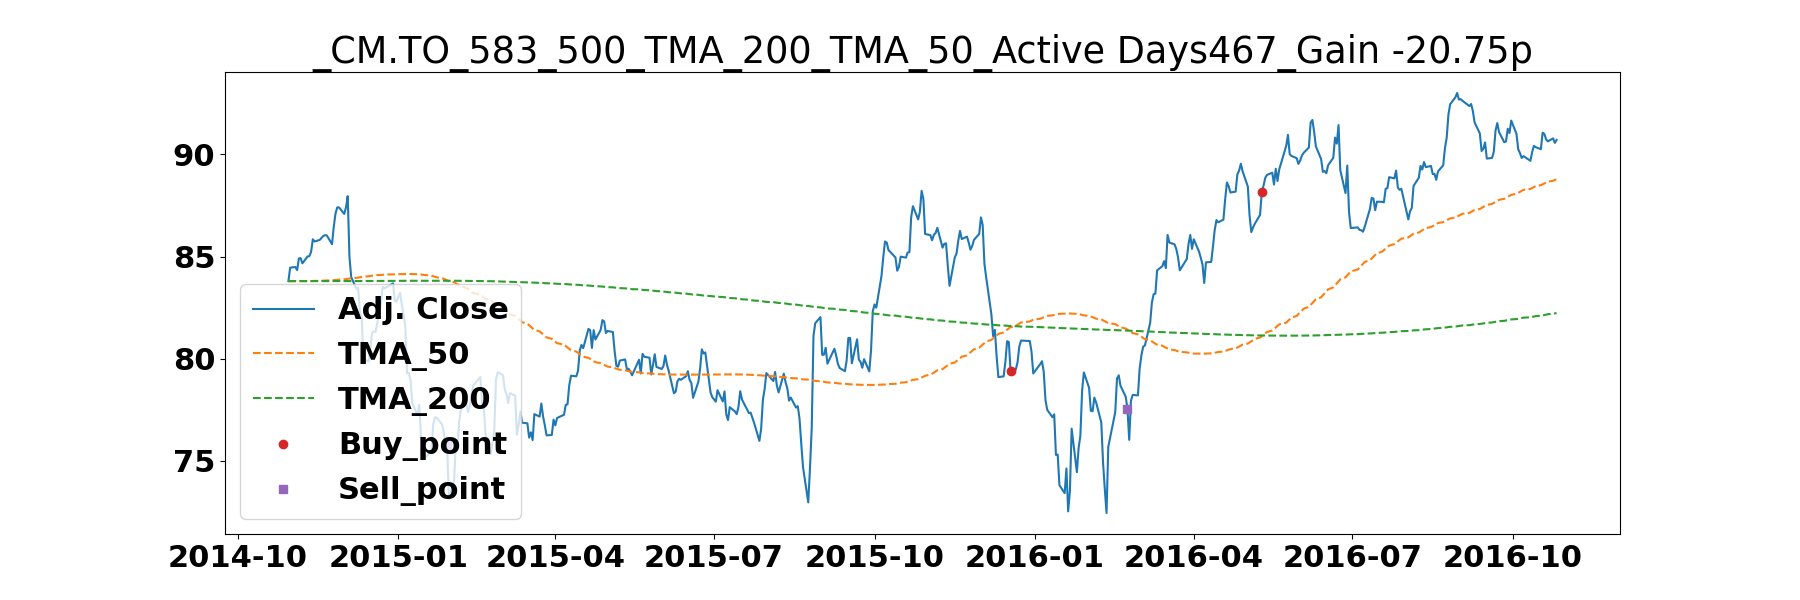 _CM.TO_583_500_TMA_200_TMA_50_Active Days467_Gain -20.75p
90
85
80
75
Adj. Close
TMA_50
TMA_200
Buy_point
Sell_point
2014-10 2015-01 2015-04 2015-07 2015-10 2016-01 2016-04 2016-07 2016-10